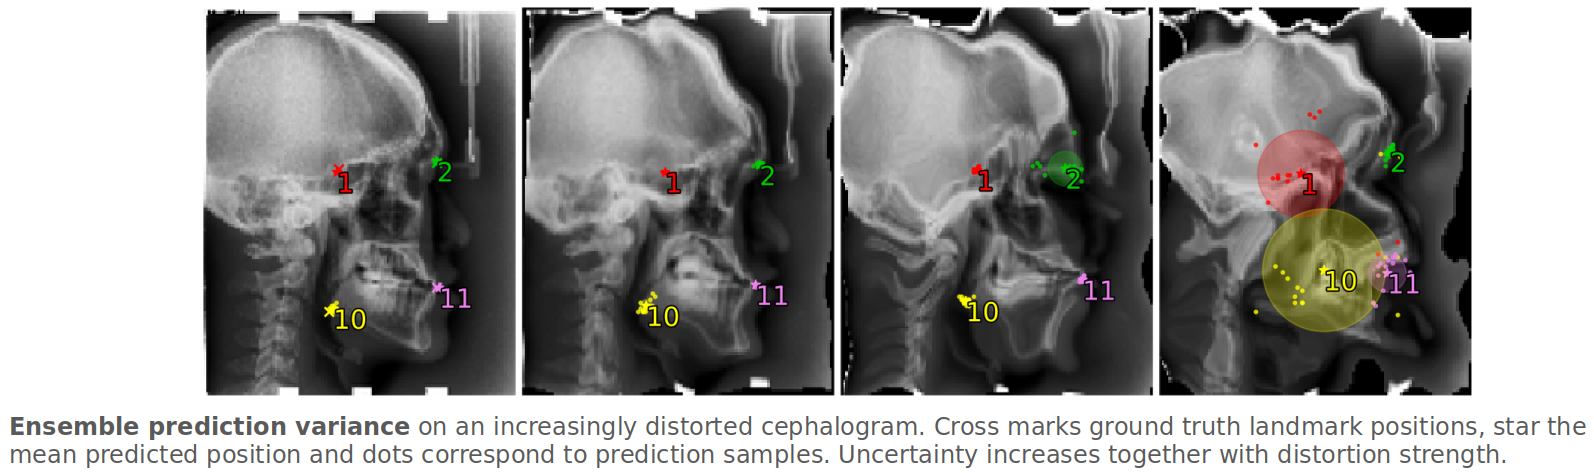 1 2 10 11
1 2 10 11
1 2 10 11
1 2 10 11
Ensemble prediction variance on an increasingly distorted cephalogram. Cross marks ground truth landmark positions, star the
mean predicted position and dots correspond to prediction samples. Uncertainty increases together with distortion strength.